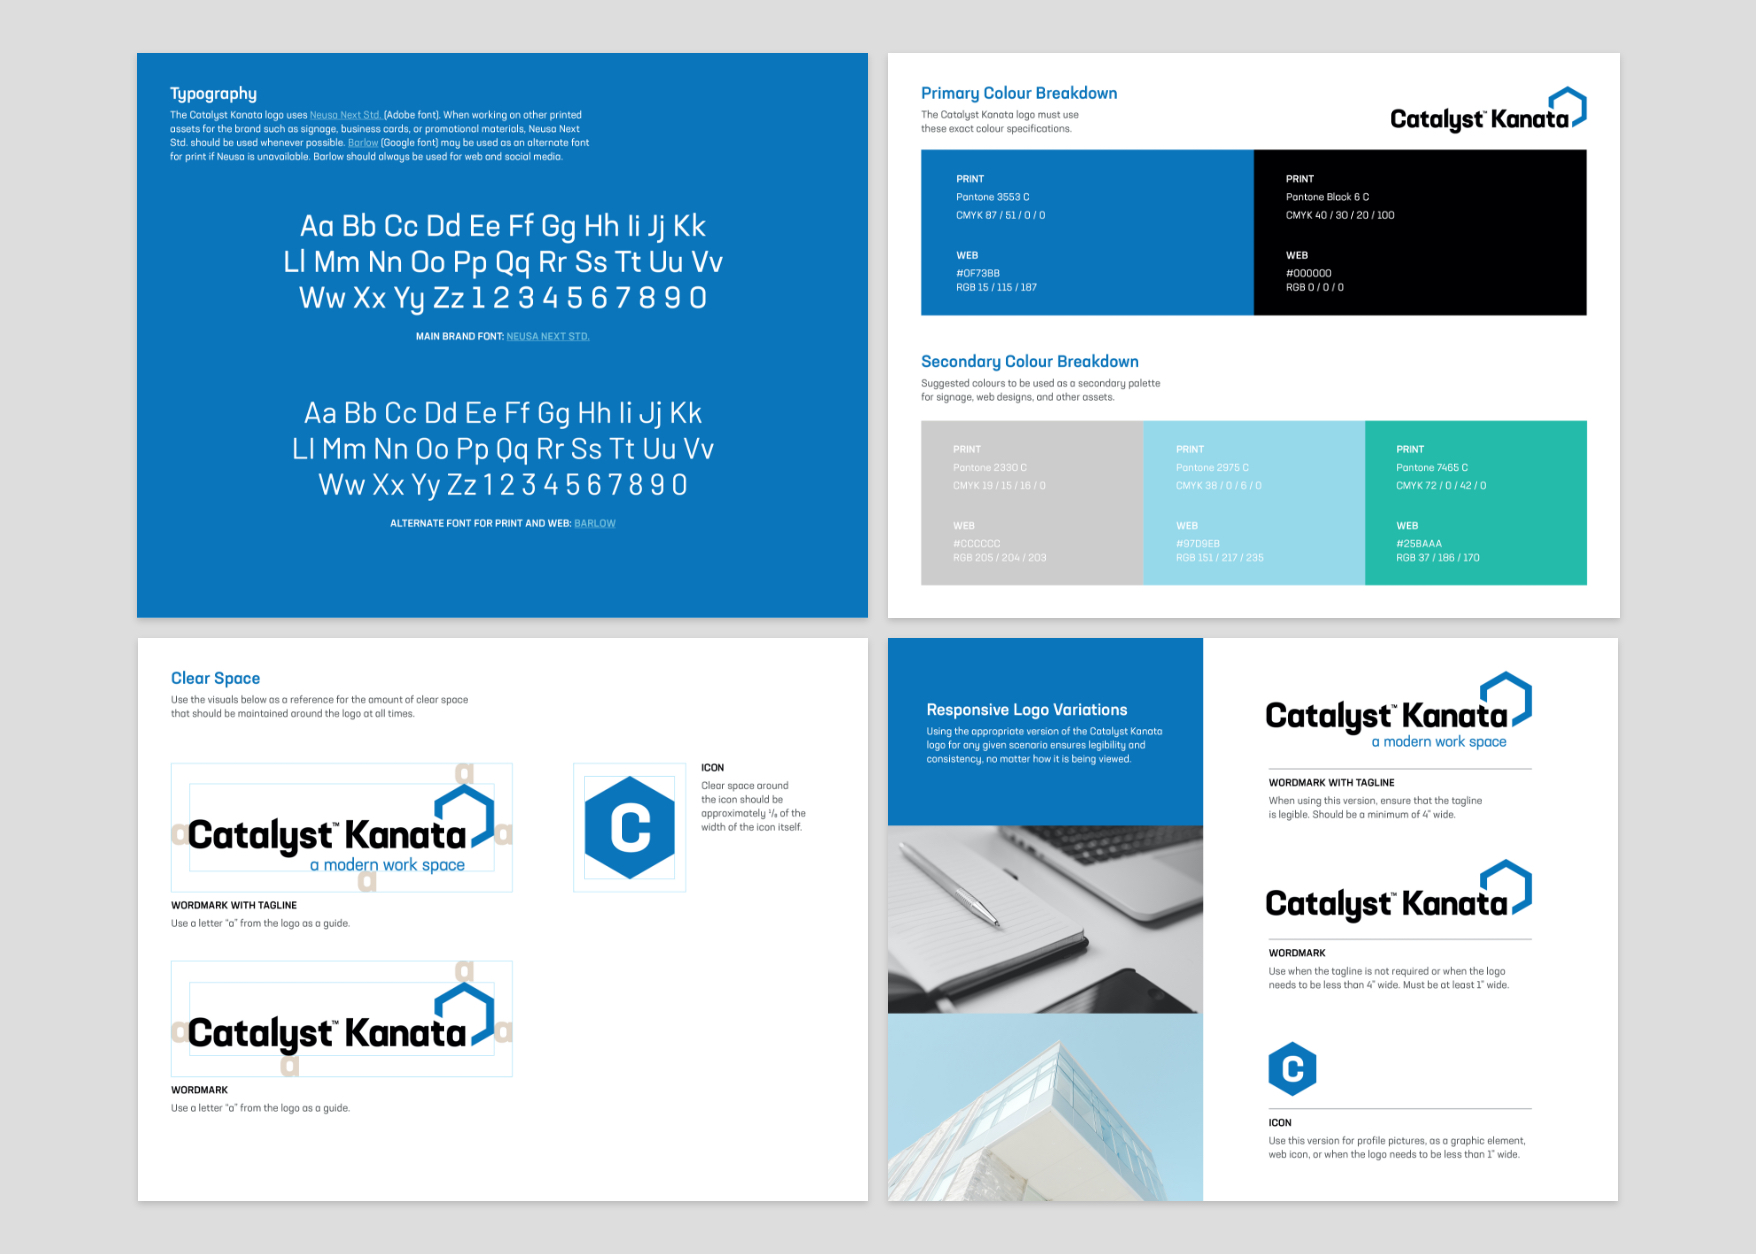 Typography
The Catalyst Kanata logo uses Neusa Next Std. (Adobe font). When working on other printed
assets for the brand such as signage, business cards, or promotional materials, Neusa Next
Std. should be used whenever possible. Barlow (Google font) may be used as an alternate font
for print if Neusa is unavailable. Barlow should always be used for web and social media.
Aa Bb Cc Dd Ee Ff Gg Hh Ii Jj Kk
Ll Mm Nn Oo Pp Qq Rr Ss Tt Uu Vv
Ww Xx Yy Zz 1 2 3 4 5 6 7 8 9 0
MAIN BRAND FONT: NEUSA NEXT STD.
Aa Bb Cc Dd Ee Ff Gg Hh Ii Jj Kk
Ll Mm Nn Oo Pp Qq Rr Ss Tt Uu Vv
Ww Xx Yy Zz 1 2 3 4 5 6 7 8 9 0
ALTERNATE FONT FOR PRINT AND WEB: BARLOW
Primary Colour Breakdown
The Catalyst Kanata logo must use
these exact colour specifications.
Catalyst™ Kanata
PRINT
Pantone 3553 C
CMYK 87 / 51 / 0 / 0
WEB
#0F73BB
RGB 15 / 115 / 187
PRINT
Pantone Black 6 C
CMYK 40 / 30 / 20 / 100
WEB
#000000
RGB 0 / 0 / 0
Secondary Colour Breakdown
Suggested colours to be used as a secondary palette
for signage, web designs, and other assets.
PRINT
Pantone 2330 C
CMYK 19 / 15 / 16 / 0
WEB
#CCCCCC
RGB 205 / 204 / 203
PRINT
Pantone 2975 C
CMYK 38 / 0 / 6 / 0
WEB
#97D9EB
RGB 151 / 217 / 235
PRINT
Pantone 7465 C
CMYK 72 / 0 / 42 / 0
WEB
#25BAAA
RGB 37 / 186 / 170
Clear Space
Use the visuals below as a reference for the amount of clear space
that should be maintained around the logo at all times.
a
a Catalyst™ Kanata a
a modern work space
a
WORDMARK WITH TAGLINE
Use a letter "a" from the logo as a guide.
C
ICON
Clear space around
the icon should be
approximately ⅛ of the
width of the icon itself.
a
a Catalyst™ Kanata a
a
WORDMARK
Use a letter "a" from the logo as a guide.
Responsive Logo Variations
Using the appropriate version of the Catalyst Kanata
logo for any given scenario ensures legibility and
consistency, no matter how it is being viewed.
Catalyst™ Kanata
a modern work space
WORDMARK WITH TAGLINE
When using this version, ensure that the tagline
is legible. Should be a minimum of 4" wide.
Catalyst™ Kanata
WORDMARK
Use when the tagline is not required or when the logo
needs to be less than 4" wide. Must be at least 1" wide.
C
ICON
Use this version for profile pictures, as a graphic element,
web icon, or when the logo needs to be less than 1" wide.